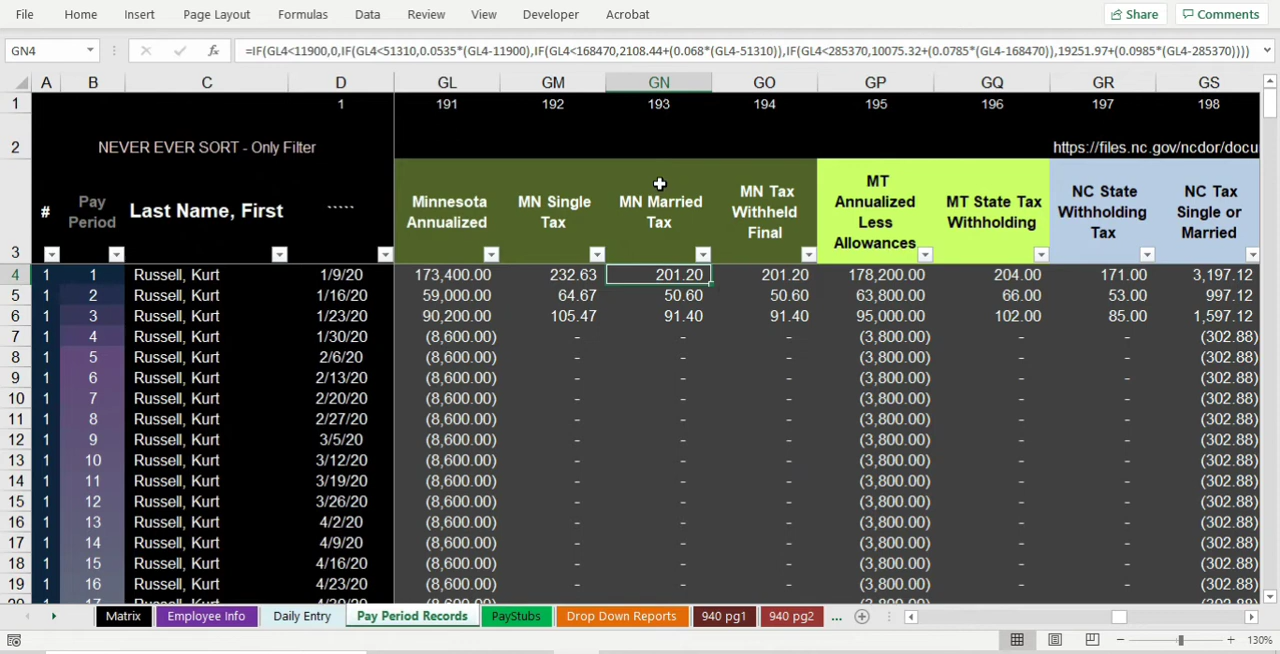 File Home Insert Page Layout Formulas Data Review View Developer Acrobat Share Comments
GN4 fx =IF(GL4<11900,0,IF(GL4<51310,0.0535*(GL4-11900),IF(GL4<168470,2108.44+(0.068*(GL4-51310)),IF(GL4<285370,10075.32+(0.0785*(GL4-168470)),19251.97+(0.0985*(GL4-285370))))
A B C D GL GM GN GO GP GQ GR GS
1 1 191 192 193 194 195 196 197 198
2 NEVER EVER SORT - Only Filter https://files.nc.gov/ncdor/docu
3 # Pay Period Last Name, First ````` Minnesota Annualized MN Single Tax MN Married Tax MN Tax Withheld Final MT Annualized Less Allowances MT State Tax Withholding NC State Withholding Tax NC Tax Single or Married
4 1 1 Russell, Kurt 1/9/20 173,400.00 232.63 201.20 201.20 178,200.00 204.00 171.00 3,197.12
5 1 2 Russell, Kurt 1/16/20 59,000.00 64.67 50.60 50.60 63,800.00 66.00 53.00 997.12
6 1 3 Russell, Kurt 1/23/20 90,200.00 105.47 91.40 91.40 95,000.00 102.00 85.00 1,597.12
7 1 4 Russell, Kurt 1/30/20 (8,600.00) - - - (3,800.00) - - (302.88)
8 1 5 Russell, Kurt 2/6/20 (8,600.00) - - - (3,800.00) - - (302.88)
9 1 6 Russell, Kurt 2/13/20 (8,600.00) - - - (3,800.00) - - (302.88)
10 1 7 Russell, Kurt 2/20/20 (8,600.00) - - - (3,800.00) - - (302.88)
11 1 8 Russell, Kurt 2/27/20 (8,600.00) - - - (3,800.00) - - (302.88)
12 1 9 Russell, Kurt 3/5/20 (8,600.00) - - - (3,800.00) - - (302.88)
13 1 10 Russell, Kurt 3/12/20 (8,600.00) - - - (3,800.00) - - (302.88)
14 1 11 Russell, Kurt 3/19/20 (8,600.00) - - - (3,800.00) - - (302.88)
15 1 12 Russell, Kurt 3/26/20 (8,600.00) - - - (3,800.00) - - (302.88)
16 1 13 Russell, Kurt 4/2/20 (8,600.00) - - - (3,800.00) - - (302.88)
17 1 14 Russell, Kurt 4/9/20 (8,600.00) - - - (3,800.00) - - (302.88)
18 1 15 Russell, Kurt 4/16/20 (8,600.00) - - - (3,800.00) - - (302.88)
19 1 16 Russell, Kurt 4/23/20 (8,600.00) - - - (3,800.00) - - (302.88)
Matrix Employee Info Daily Entry Pay Period Records PayStubs Drop Down Reports 940 pg1 940 pg2 ...
130%